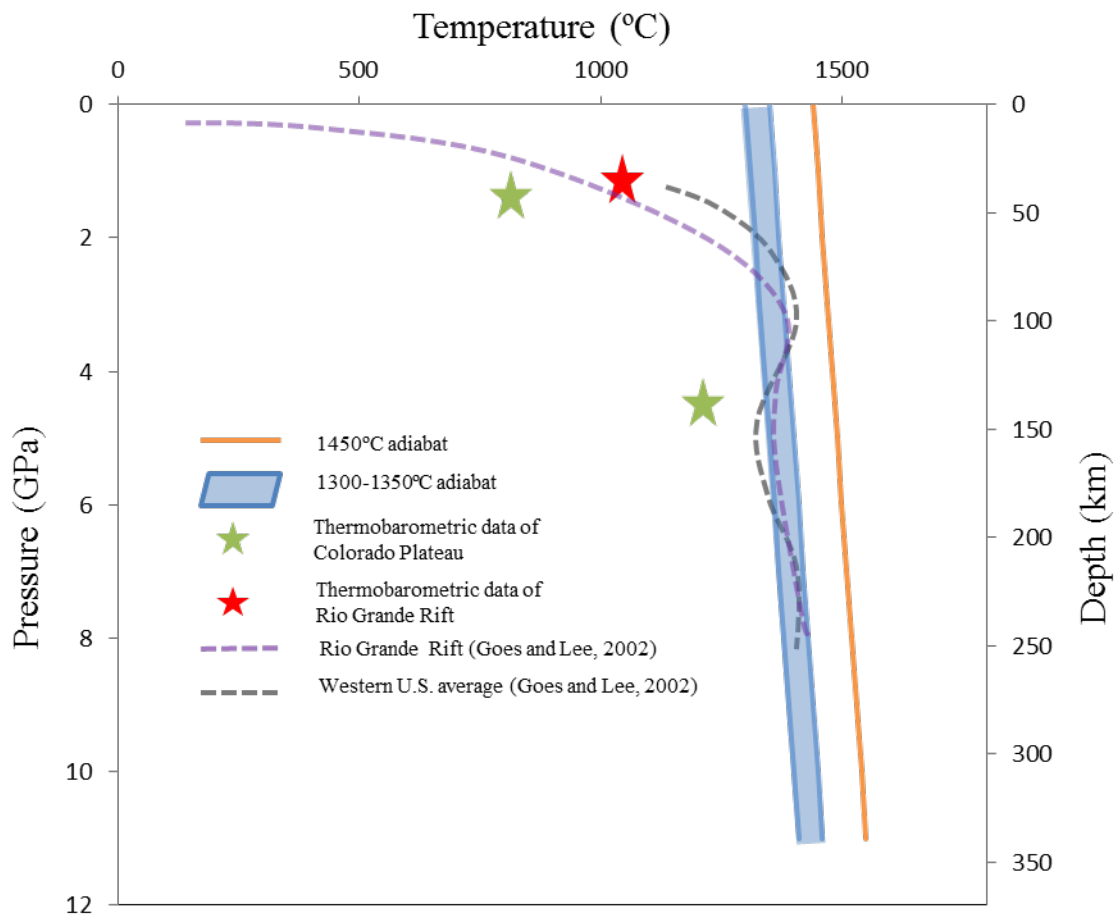 Temperature (ºC)
0 500 1000 1500
0 0
50
2
100
4
150
6
200
8
250
10
300
350
12
Pressure (GPa)
Depth (km)
1450ºC adiabat
1300-1350ºC adiabat
Thermobarometric data of
Colorado Plateau
Thermobarometric data of
Rio Grande Rift
Rio Grande Rift (Goes and Lee, 2002)
Western U.S. average (Goes and Lee, 2002)